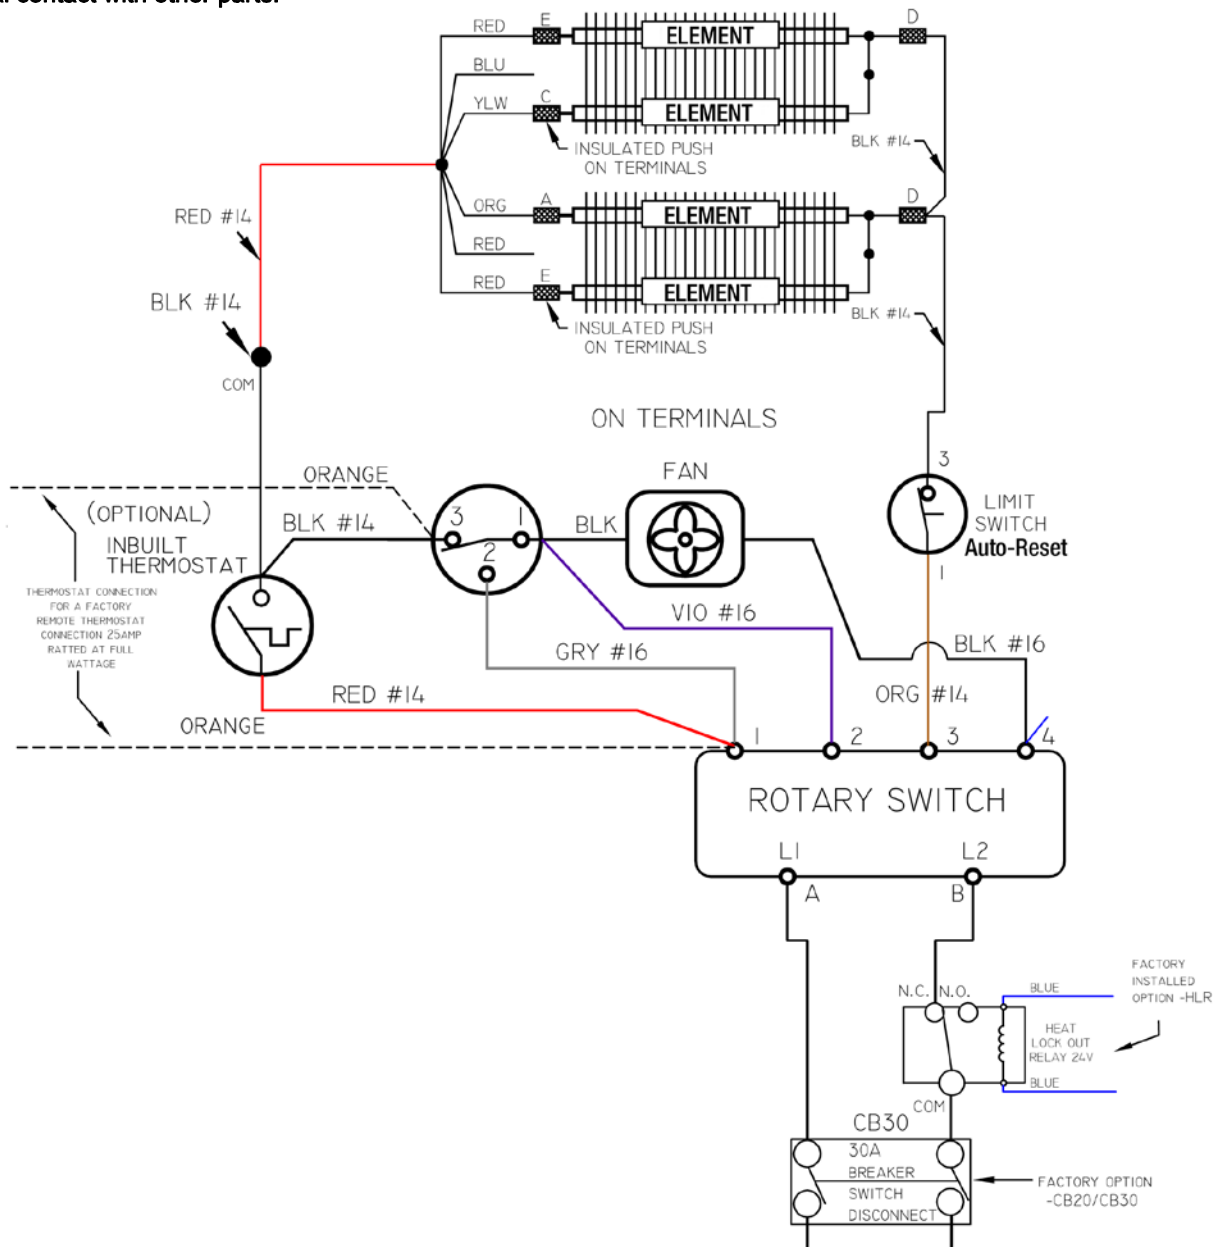 al contact with other parts.
RED
E
ELEMENT
D
BLU
YLW
C
ELEMENT
INSULATED PUSH
ON TERMINALS
BLK #14
RED #14
ORG
A
ELEMENT
D
RED
RED
E
ELEMENT
BLK #14
INSULATED PUSH
ON TERMINALS
BLK #14
COM
ON TERMINALS
FAN
3
LIMIT
SWITCH
Auto-Reset
1
ORANGE
(OPTIONAL)
INBUILT
THERMOSTAT
BLK #14
3
1
2
BLK
THERMOSTAT CONNECTION
FOR A FACTORY
REMOTE THERMOSTAT
CONNECTION 25AMP
RATTED AT FULL
WATTAGE
VIO #16
GRY #16
BLK #16
RED #14
ORG #14
ORANGE
1
2
3
4
ROTARY SWITCH
L1
L2
A
B
FACTORY
INSTALLED
OPTION -HLR
N.C.
N.O.
BLUE
HEAT
LOCK OUT
RELAY 24V
BLUE
COM
CB30
30A
BREAKER
SWITCH
DISCONNECT
FACTORY OPTION
-CB20/CB30